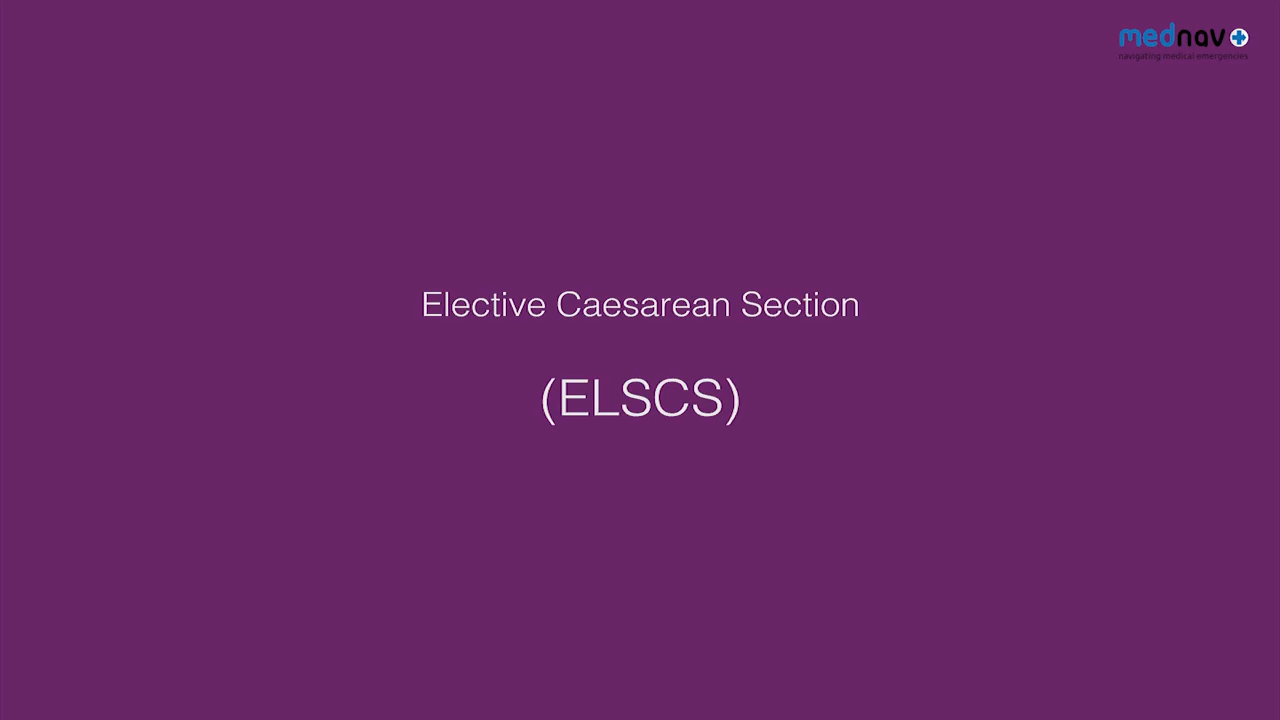 mednav
navigating medical emergencies
Elective Caesarean Section
(ELSCS)